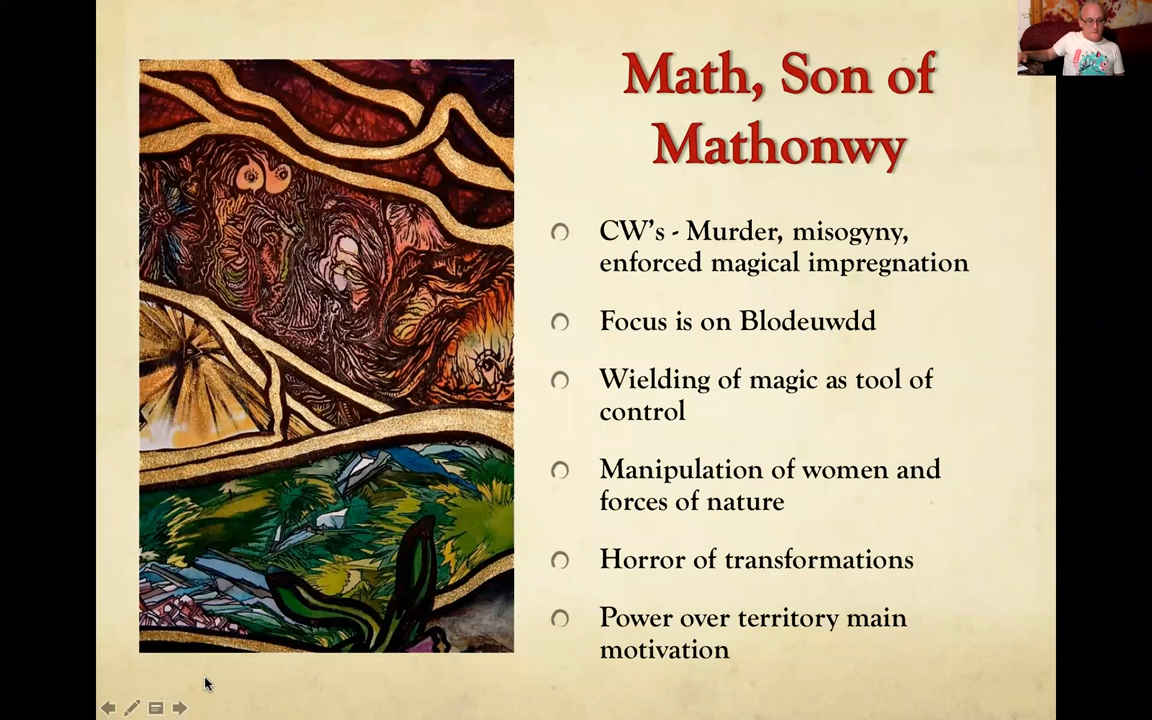 Math, Son of
Mathonwy
CW's - Murder, misogyny,
enforced magical impregnation
Focus is on Blodeuwdd
Wielding of magic as tool of
control
Manipulation of women and
forces of nature
Horror of transformations
Power over territory main
motivation